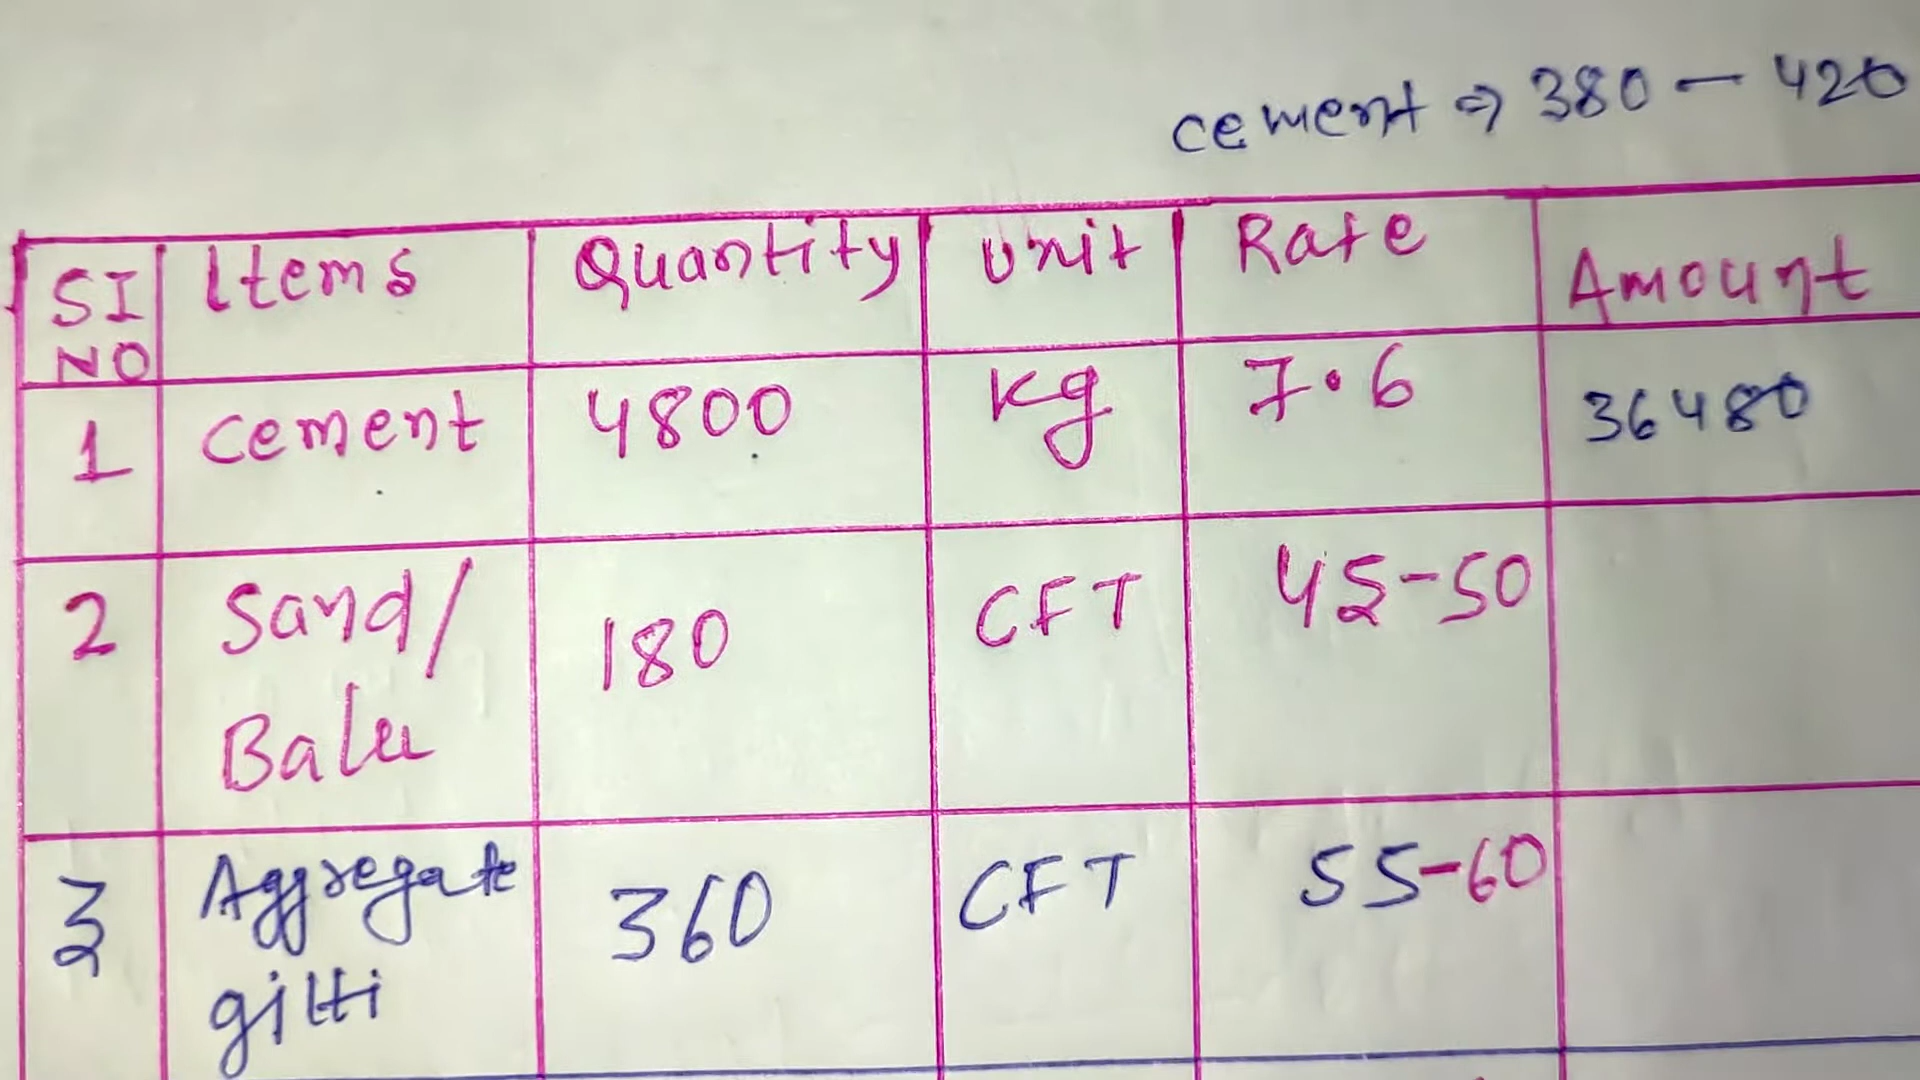 cement ⇒ 380 - 420
SI NO Items Quantity Unit Rate Amount
1 cement 4800 kg 7.6 36480
2 Sand/ Balu 180 CFT 45-50
3 Aggregate gitti 360 CFT 55-60